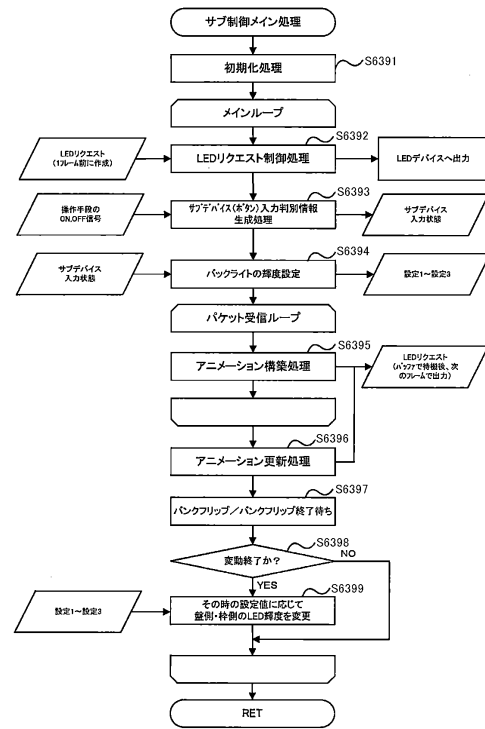 サブ制御メイン処理
初期化処理
S6391
メインループ
S6392
LEDリクエスト
(1フレーム前に作成)
LEDリクエスト制御処理
LEDデバイスへ出力
S6393
操作手段の
ON,OFF信号
サブデバイス(ボタン)入力判別情報
生成処理
サブデバイス
入力状態
S6394
サブデバイス
入力状態
バックライトの輝度設定
設定1~設定3
パケット受信ループ
S6395
アニメーション構築処理
LEDリクエスト
(バッファで待機後、次
のフレームで出力)
S6396
アニメーション更新処理
S6397
バンクフリップ/バンクフリップ終了待ち
S6398
変動終了か?
NO
YES
S6399
設定1~設定3
その時の設定値に応じて
盤側・枠側のLED輝度を変更
RET